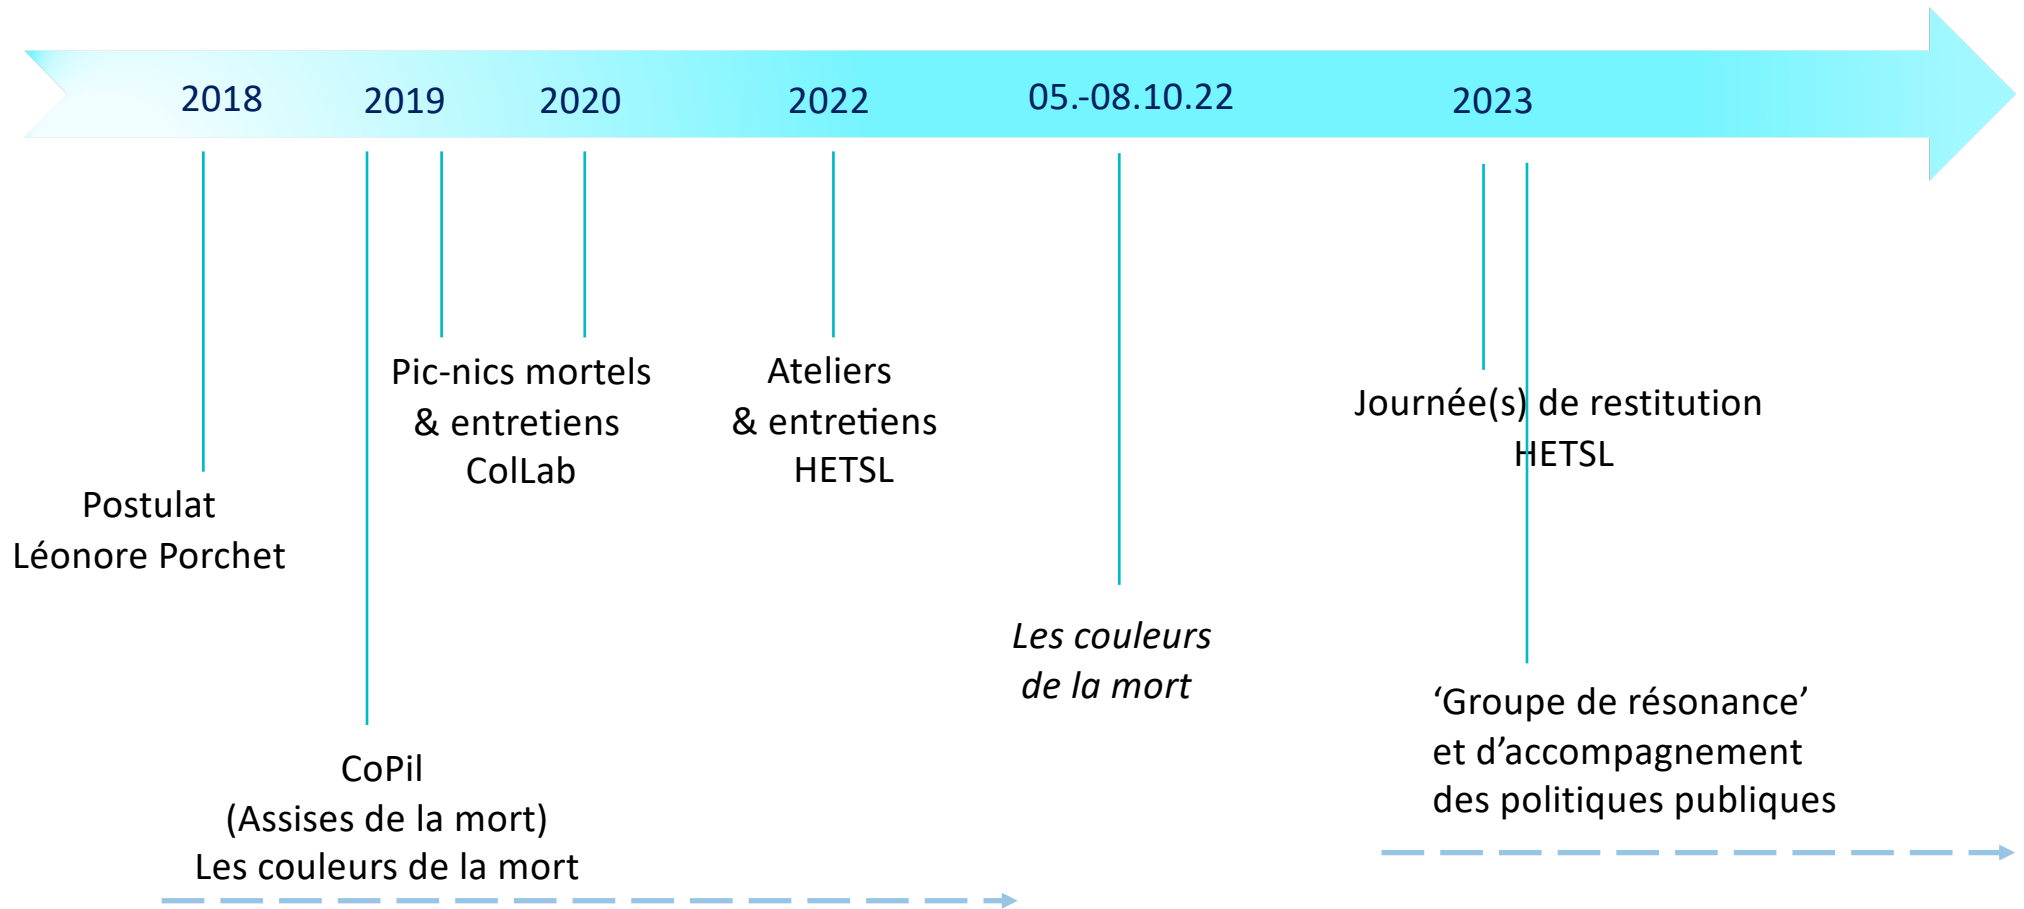 2018
2019
2020
2022
05.-08.10.22
2023
Pic-nics mortels
& entretiens
ColLab
Ateliers
& entretiens
HETSL
Journée(s) de restitution
HETSL
Postulat
Léonore Porchet
Les couleurs
de la mort
‘Groupe de résonance’
et d’accompagnement
des politiques publiques
CoPil
(Assises de la mort)
Les couleurs de la mort